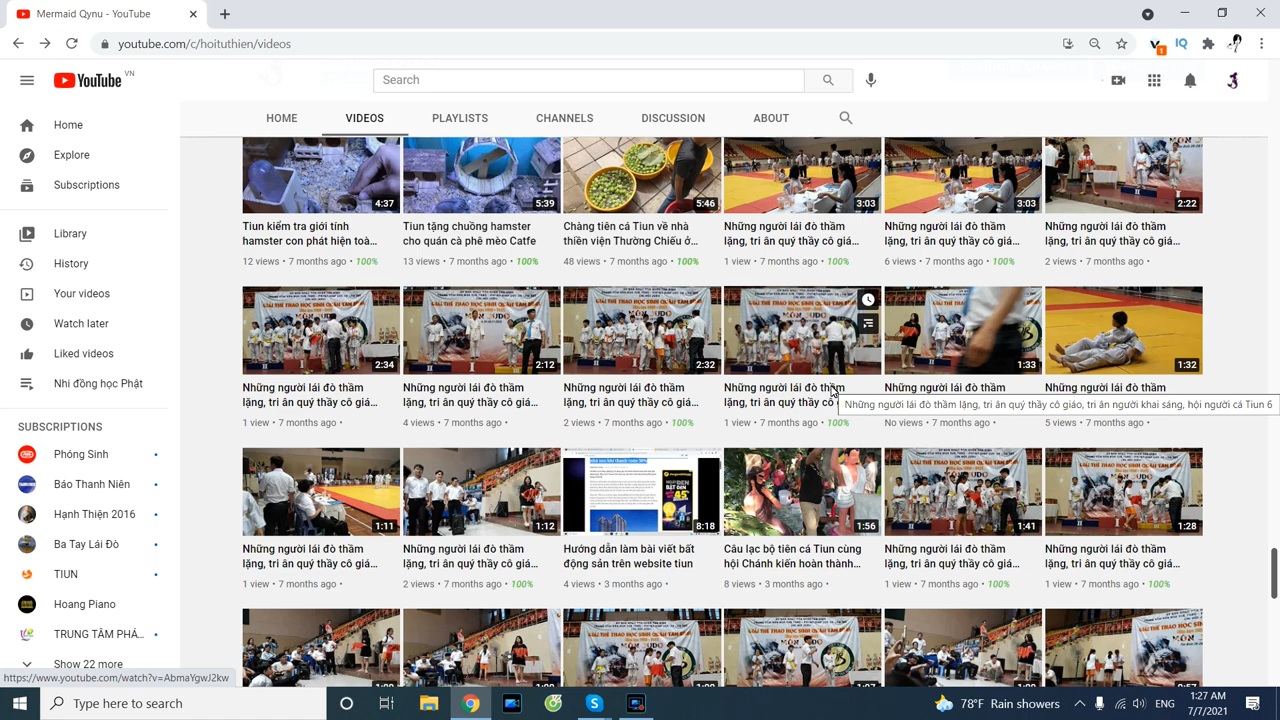 Mermaid Qynu - YouTube
youtube.com/c/hoituthien/videos
1
YouTube VN
Search
HOME VIDEOS PLAYLISTS CHANNELS DISCUSSION ABOUT
Home
Explore
Subscriptions
Library
History
Your videos
Watch later
Liked videos
Nhi đồng học Phật
SUBSCRIPTIONS
Phóng Sinh
Báo Thanh Niên
Hạnh Thiện 2016
Ba Tay Lái Đò
TIUN
Hoang Piano
TRUNG TÂM PHÁ...
Show 22 more
4:37 5:39 5:46 3:03 3:03 2:22
Tiun kiểm tra giới tính
hamster con phát hiện toà...
12 views • 7 months ago • 100%
Tiun tặng chuồng hamster
cho quán cà phê mèo Catfe
13 views • 7 months ago • 100%
Chàng tiên cá Tiun về nhà
thiền viện Thường Chiếu ở...
48 views • 7 months ago • 100%
Những người lái đò thầm
lặng, tri ân quý thầy cô giá...
1 view • 7 months ago • 100%
Những người lái đò thầm
lặng, tri ân quý thầy cô giá...
6 views • 7 months ago • 100%
Những người lái đò thầm
lặng, tri ân quý thầy cô giá...
2 views • 7 months ago •
2:34 2:12 2:32 1:33 1:32
Những người lái đò thầm
lặng, tri ân quý thầy cô giá...
1 view • 7 months ago •
Những người lái đò thầm
lặng, tri ân quý thầy cô giá...
4 views • 7 months ago •
Những người lái đò thầm
lặng, tri ân quý thầy cô giá...
2 views • 7 months ago • 100%
Những người lái đò thầm
lặng, tri ân quý thầy cô
1 view • 7 months ago • 100%
Những người lái đò thầm
No views • 7 months ago •
Những người lái đò thầm
5 views • 7 months ago •
Những người lái đò thầm lặng, tri ân quý thầy cô giáo, tri ân người khai sáng, hội người cá Tiun 6
1:11 1:12 8:18 1:56 1:41 1:28
Những người lái đò thầm
lặng, tri ân quý thầy cô giá...
1 view • 7 months ago •
Những người lái đò thầm
lặng, tri ân quý thầy cô giá...
2 views • 7 months ago • 100%
Hướng dẫn làm bài viết bất
động sản trên website tiun
4 views • 3 months ago •
Câu lạc bộ tiên cá Tiun cùng
hội Chánh kiến hoàn thành...
8 views • 3 months ago •
Những người lái đò thầm
lặng, tri ân quý thầy cô giá...
1 view • 7 months ago • 100%
Những người lái đò thầm
lặng, tri ân quý thầy cô giá...
1 view • 7 months ago • 100%
https://www.youtube.com/watch?v=AbmaYgwJ2kw
Type here to search
78°F Rain showers
ENG
1:27 AM
7/7/2021